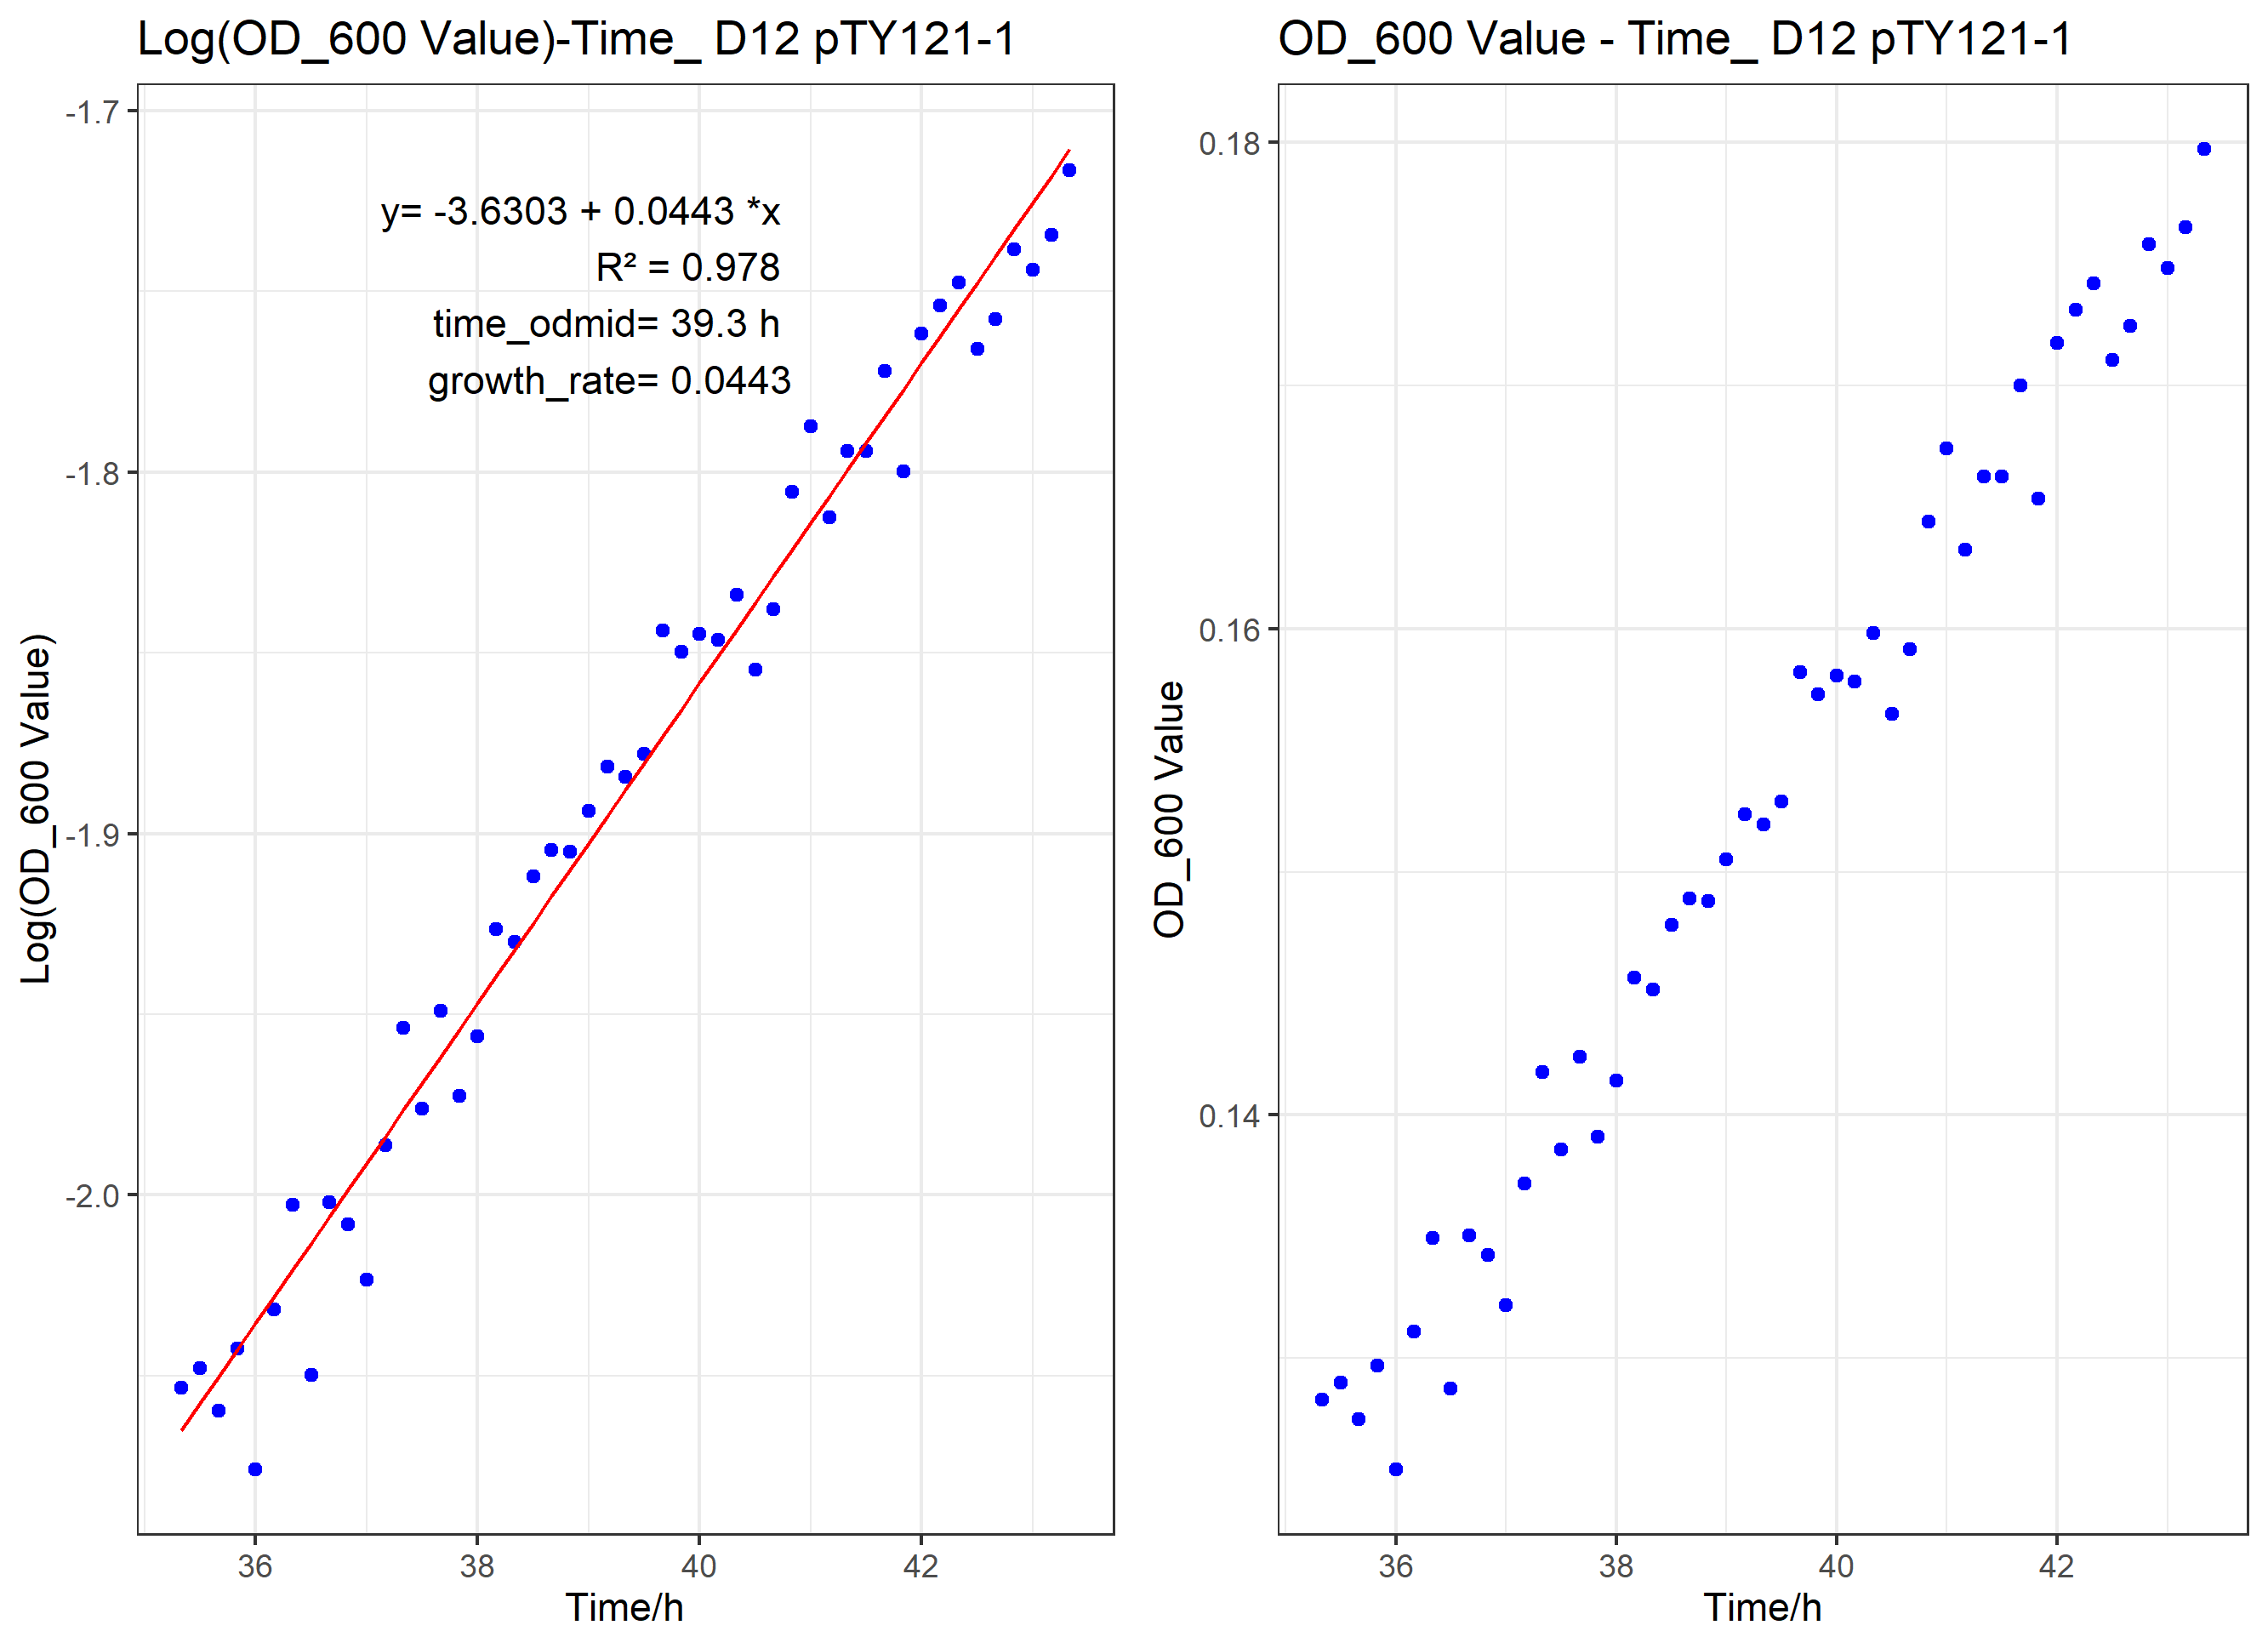 Log(OD_600 Value)-Time_ D12 pTY121-1
-1.7
-1.8
-1.9
-2.0
Log(OD_600 Value)
y= -3.6303 + 0.0443 *x
R² = 0.978
time_odmid= 39.3 h
growth_rate= 0.0443
36 38 40 42
Time/h
OD_600 Value - Time_ D12 pTY121-1
0.18
0.16
0.14
OD_600 Value
36 38 40 42
Time/h